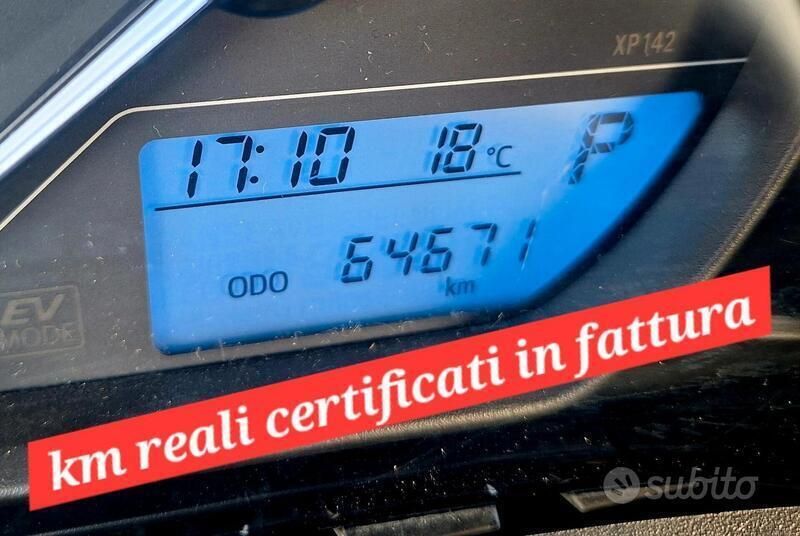 XP142
17:10 18°C P
ODO 64671 km
EV
MODE
km reali certificati in fattura
subito